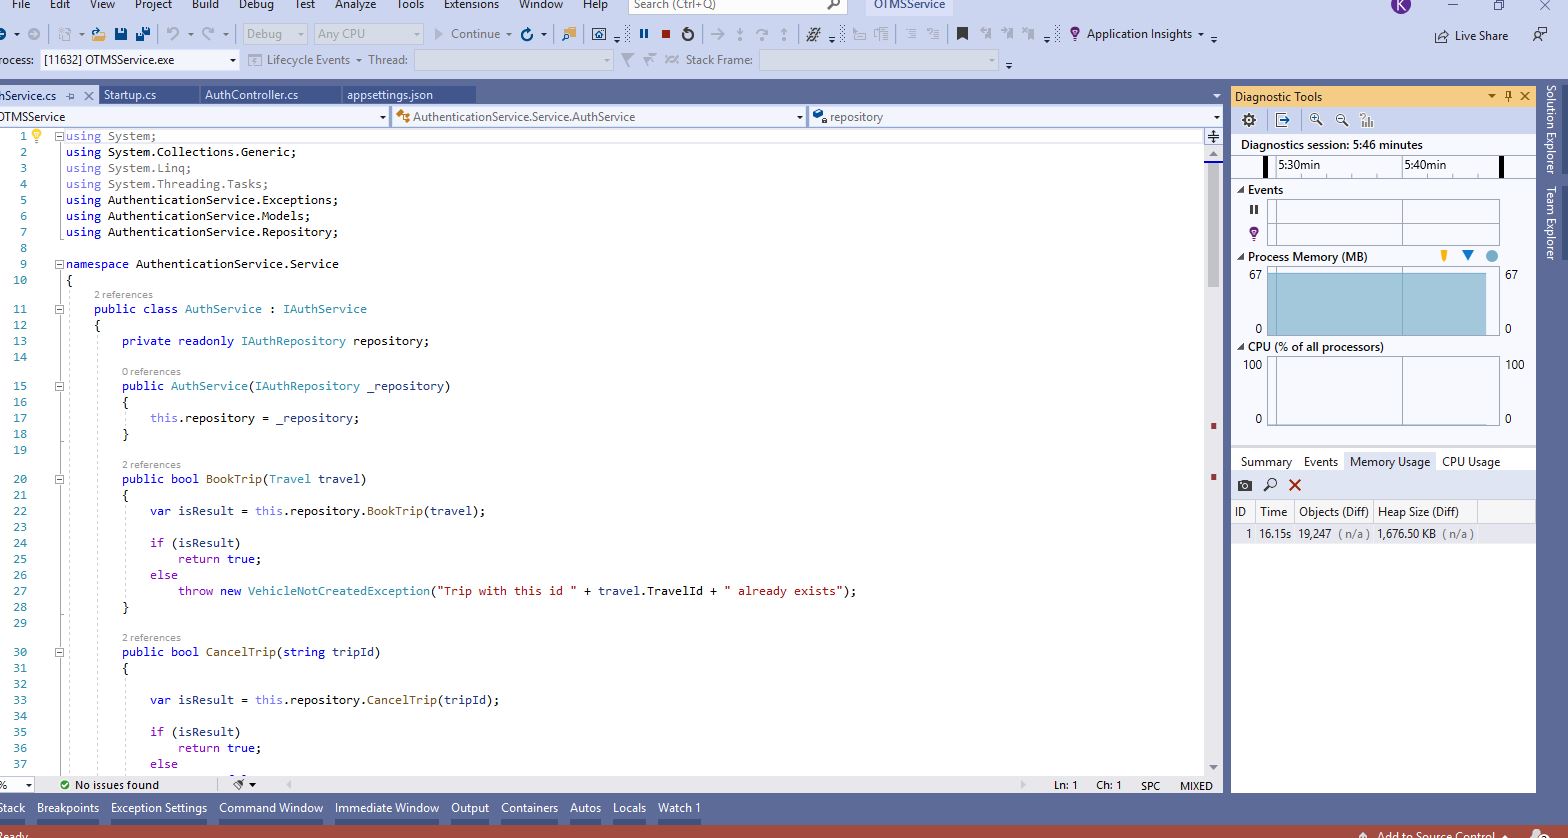 File Edit View Project Build Debug Test Analyze Tools Extensions Window Help Search (Ctrl+Q) OTMSService K
Debug Any CPU Continue Application Insights Live Share
rocess: [11632] OTMSService.exe Lifecycle Events Thread: Stack Frame:
hService.cs Startup.cs AuthController.cs appsettings.json
OTMSService AuthenticationService.Service.AuthService repository
1 using System;
2 using System.Collections.Generic;
3 using System.Linq;
4 using System.Threading.Tasks;
5 using AuthenticationService.Exceptions;
6 using AuthenticationService.Models;
7 using AuthenticationService.Repository;
8
9 namespace AuthenticationService.Service
10 {
2 references
11 public class AuthService : IAuthService
12 {
13 private readonly IAuthRepository repository;
14
0 references
15 public AuthService(IAuthRepository _repository)
16 {
17 this.repository = _repository;
18 }
19
2 references
20 public bool BookTrip(Travel travel)
21 {
22 var isResult = this.repository.BookTrip(travel);
23
24 if (isResult)
25 return true;
26 else
27 throw new VehicleNotCreatedException("Trip with this id " + travel.TravelId + " already exists");
28 }
29
2 references
30 public bool CancelTrip(string tripId)
31 {
32
33 var isResult = this.repository.CancelTrip(tripId);
34
35 if (isResult)
36 return true;
37 else
% No issues found Ln: 1 Ch: 1 SPC MIXED
Stack Breakpoints Exception Settings Command Window Immediate Window Output Containers Autos Locals Watch 1
Ready Add to Source Control
Diagnostic Tools
Diagnostics session: 5:46 minutes
5:30min 5:40min
Events
Process Memory (MB)
67 67
0 0
CPU (% of all processors)
100 100
0 0
Summary Events Memory Usage CPU Usage
ID Time Objects (Diff) Heap Size (Diff)
1 16.15s 19,247 (n/a) 1,676.50 KB (n/a)
Solution Explorer
Team Explorer